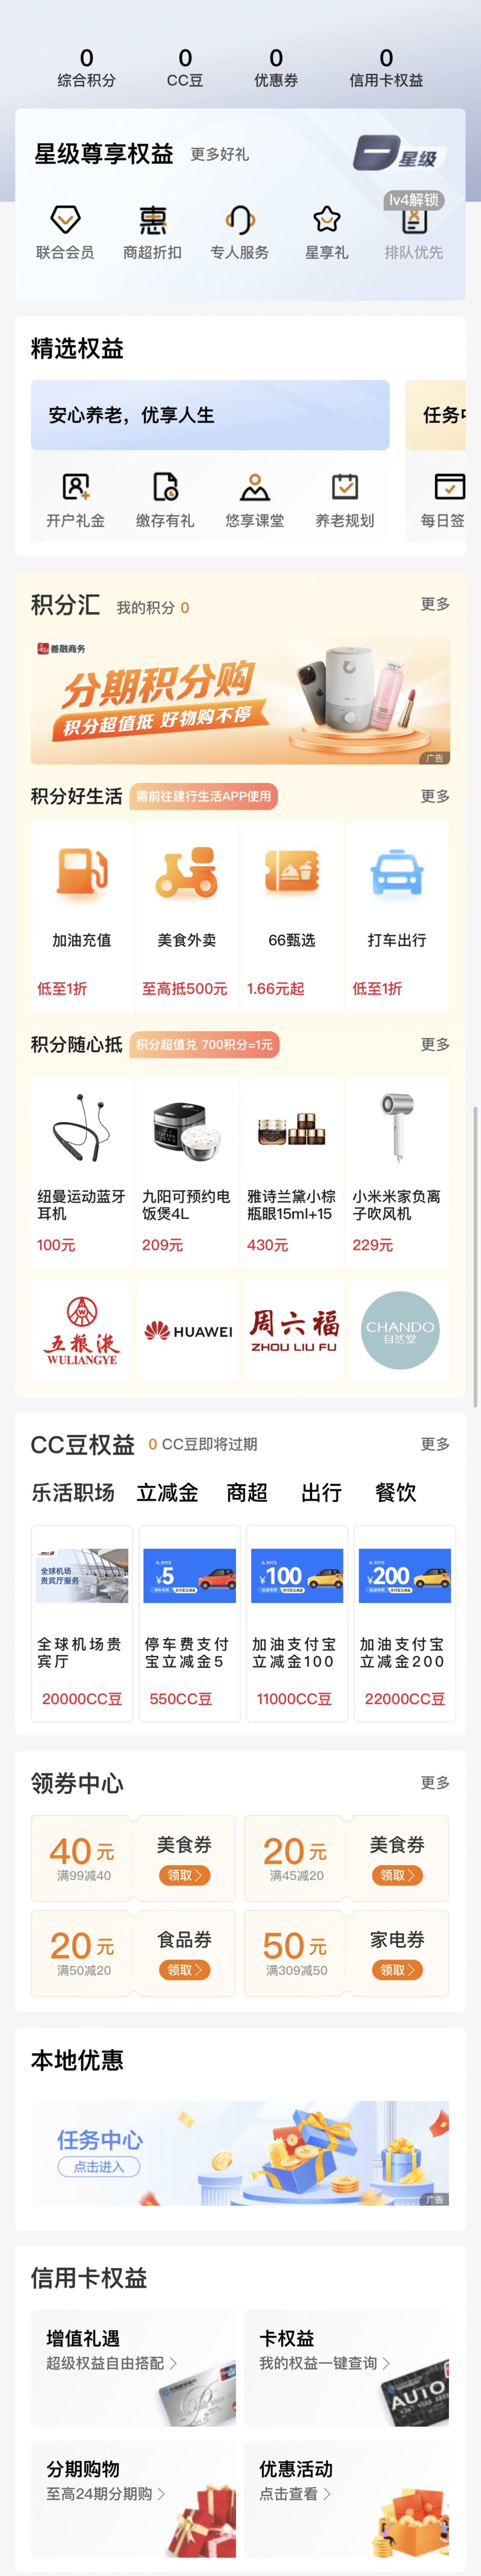 0 0 0 0
综合积分 CC豆 优惠券 信用卡权益
星级尊享权益 更多好礼
一星级
lv4解锁
联合会员 商超折扣 专人服务 星享礼 排队优先
精选权益
安心养老，优享人生 任务
开户礼金 缴存有礼 悠享课堂 养老规划 每日签
积分汇 我的积分 0 更多
善融商务
分期积分购
积分超值抵 好物购不停
广告
积分好生活 需前往建行生活APP使用 更多
加油充值 美食外卖 66甄选 打车出行
低至1折 至高抵500元 1.66元起 低至1折
积分随心抵 积分超值兑 700积分=1元 更多
纽曼运动蓝牙 九阳可预约电 雅诗兰黛小棕 小米米家负离
耳机 饭煲4L 瓶眼15ml+15 子吹风机
100元 209元 430元 229元
五粮液 HUAWEI 周六福 CHANDO
WULIANGYE ZHOU LIU FU 自然堂
CC豆权益 0 CC豆即将过期 更多
乐活职场 立减金 商超 出行 餐饮
全球机场
贵宾厅服务
¥5 ¥100 ¥200
全球机场贵 停车费支付 加油支付宝 加油支付宝
宾厅 宝立减金5 立减金100 立减金200
20000CC豆 550CC豆 11000CC豆 22000CC豆
领券中心 更多
40元 美食券 20元 美食券
满99减40 领取 满45减20 领取
20元 食品券 50元 家电券
满50减20 领取 满309减50 领取
本地优惠
任务中心
点击进入
广告
信用卡权益
增值礼遇 卡权益
超级权益自由搭配 我的权益一键查询
AUTO
分期购物 优惠活动
至高24期分期购 点击查看